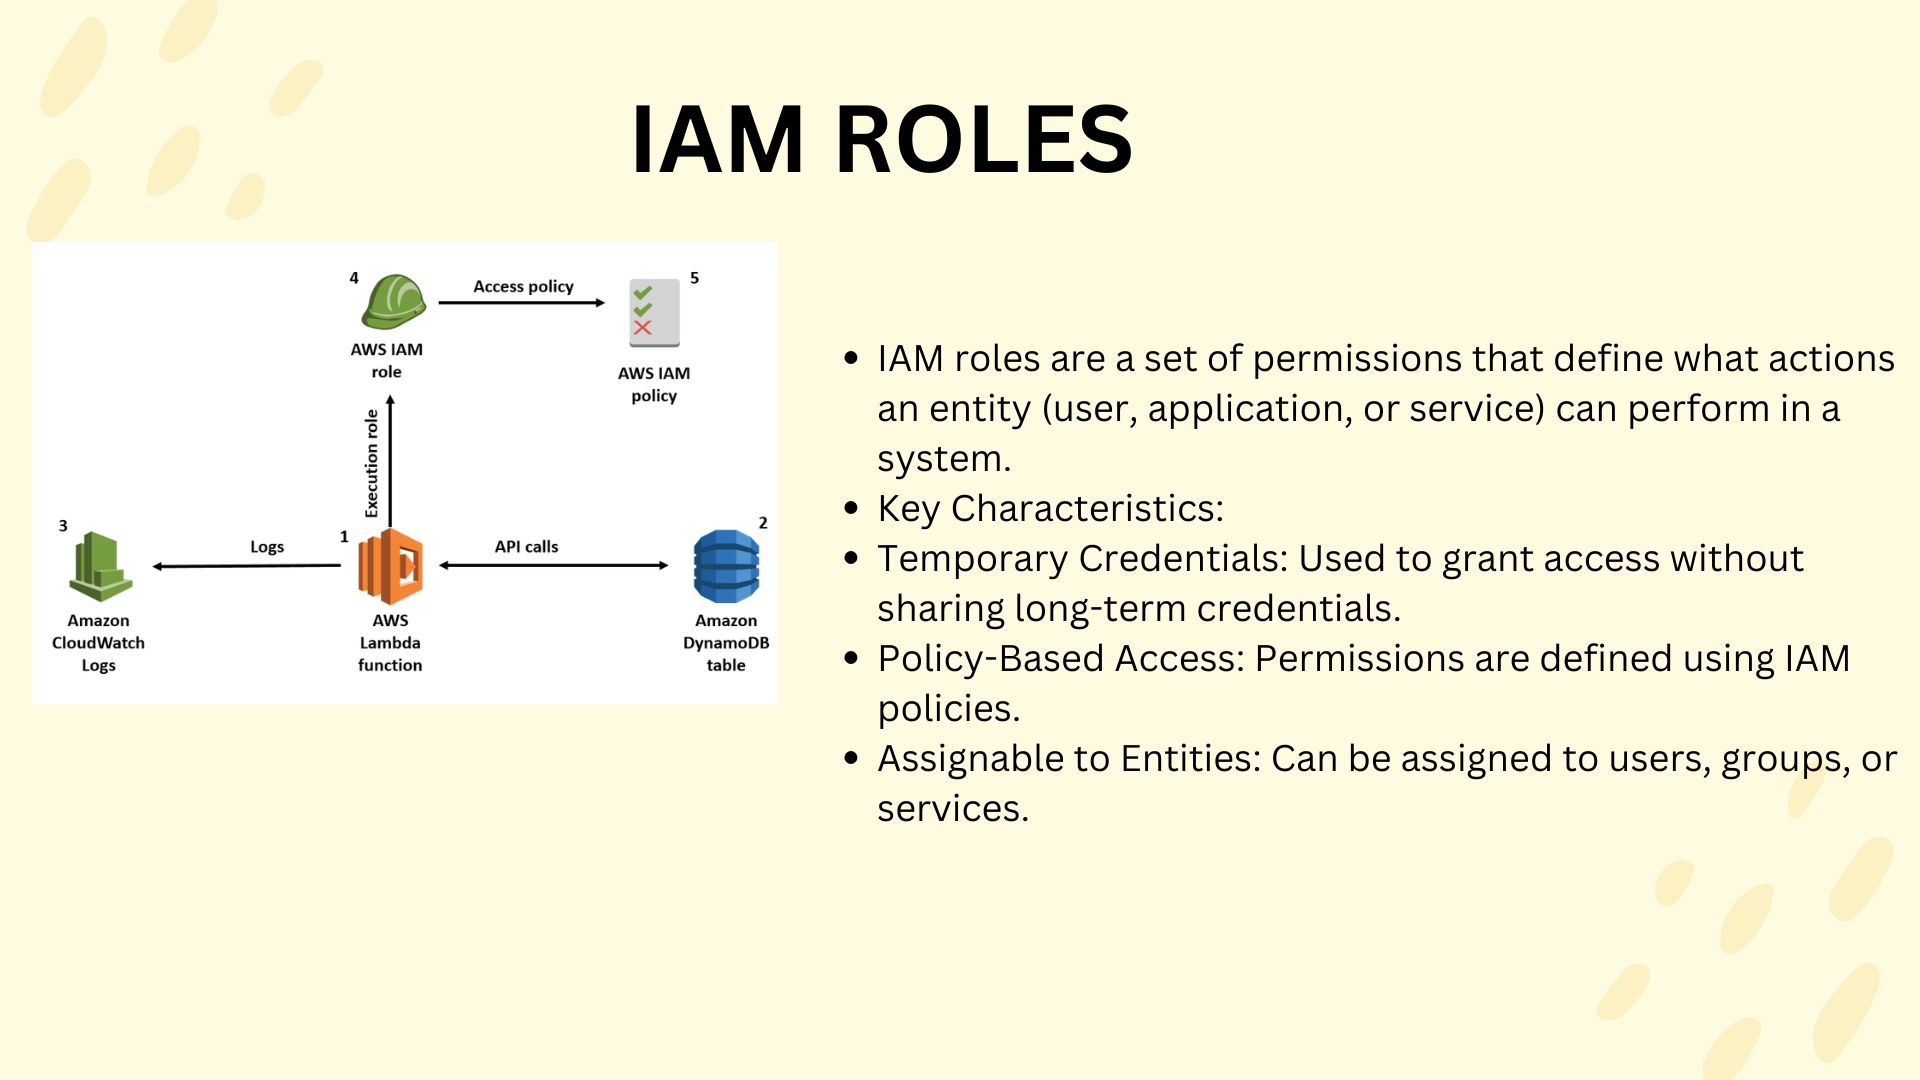 IAM ROLES
4
Access policy
5
AWS IAM
role
AWS IAM
policy
Execution role
3
Logs
1
API calls
2
Amazon
CloudWatch
Logs
AWS
Lambda
function
Amazon
DynamoDB
table
• IAM roles are a set of permissions that define what actions
an entity (user, application, or service) can perform in a
system.
• Key Characteristics:
• Temporary Credentials: Used to grant access without
sharing long-term credentials.
• Policy-Based Access: Permissions are defined using IAM
policies.
• Assignable to Entities: Can be assigned to users, groups, or
services.